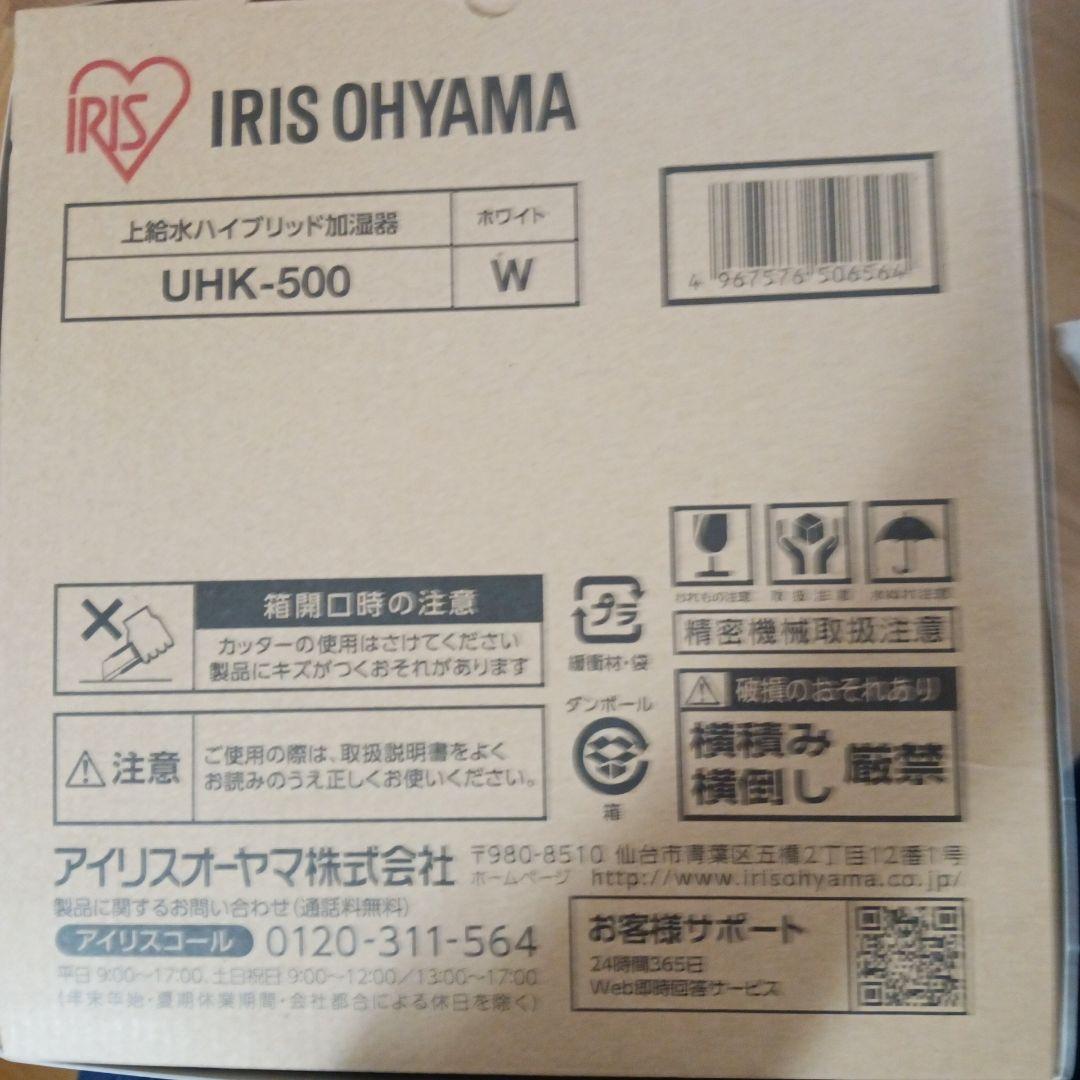 IRIS
IRIS OHYAMA
上給水ハイブリッド加湿器
ホワイト
UHK-500
W
4 967576 506564
箱開口時の注意
カッターの使用はさけてください
製品にキズがつくおそれがあります
注意
ご使用の際は、取扱説明書をよく
お読みのうえ正しくお使いください。
プラ
緩衝材・袋
ダンボール
箱
われもの注意
取扱注意
水ぬれ注意
精密機械取扱注意
破損のおそれあり
横積み
横倒し
厳禁
アイリスオーヤマ株式会社
〒980-8510 仙台市青葉区五橋2丁目12番1号
ホームページ http://www.irisohyama.co.jp/
製品に関するお問い合わせ(通話料無料)
アイリスコール 0120-311-564
平日 9:00～17:00、土日祝日 9:00～12:00／13:00～17:00
(年末年始・夏期休業期間・会社都合による休日を除く)
お客様サポート
24時間365日
Web即時回答サービス